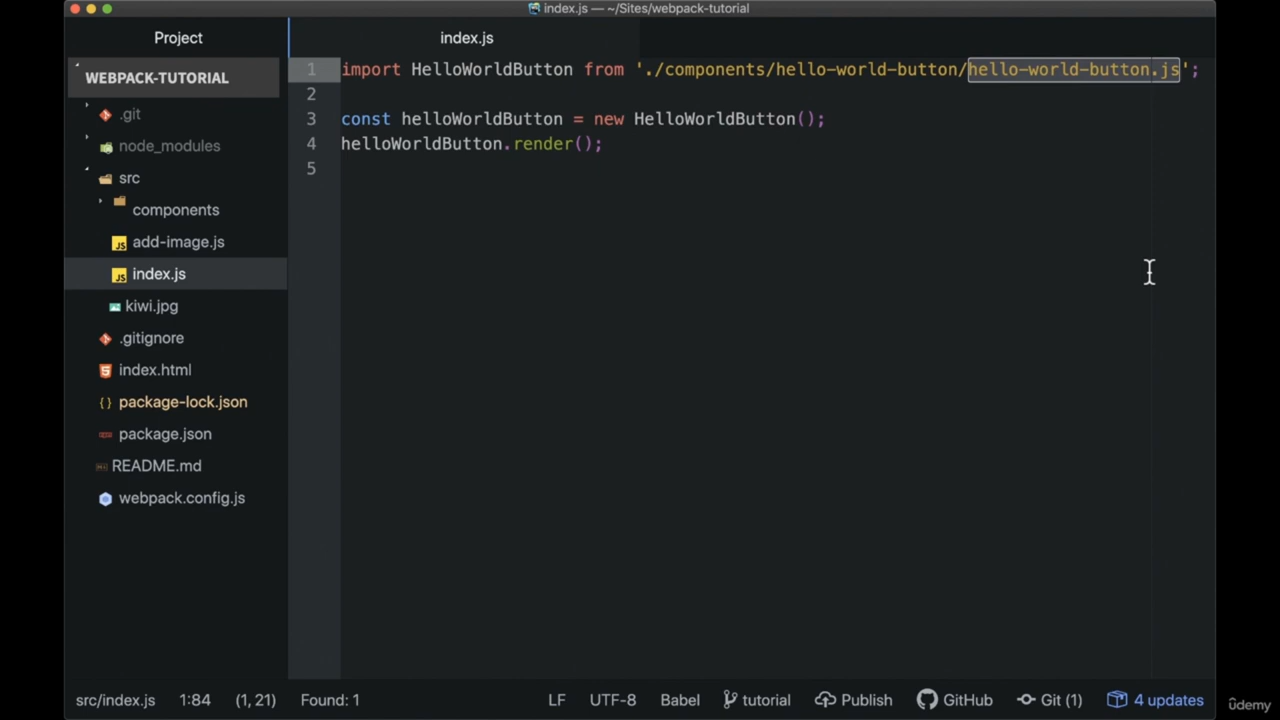 index.js — ~/Sites/webpack-tutorial
Project
index.js
WEBPACK-TUTORIAL
.git
node_modules
src
components
JS add-image.js
JS index.js
kiwi.jpg
.gitignore
5 index.html
{ } package-lock.json
package.json
README.md
webpack.config.js
1 import HelloWorldButton from './components/hello-world-button/hello-world-button.js';
2
3 const helloWorldButton = new HelloWorldButton();
4 helloWorldButton.render();
5
src/index.js 1:84 (1, 21) Found: 1 LF UTF-8 Babel tutorial Publish GitHub Git (1) 4 updates
ûdemy